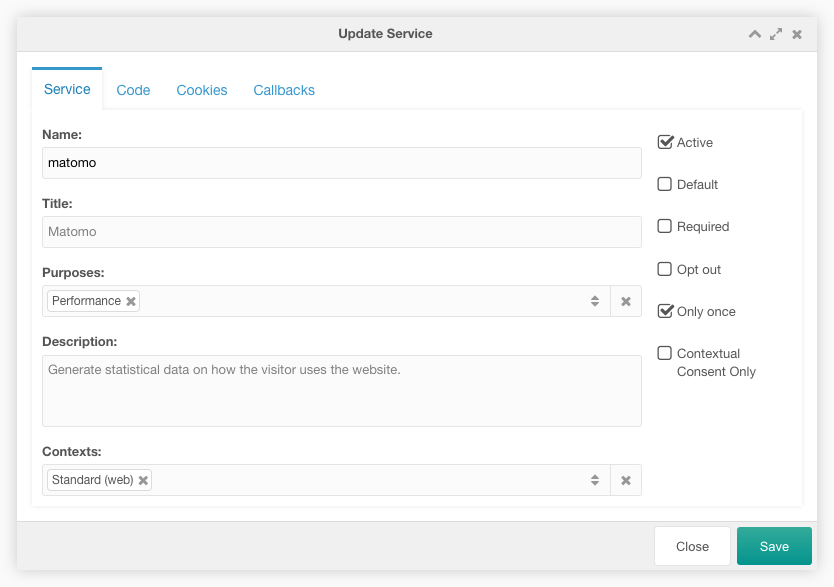 Update Service
Service Code Cookies Callbacks
Name:
matomo
Title:
Matomo
Purposes:
Performance
Description:
Generate statistical data on how the visitor uses the website.
Contexts:
Standard (web)
Active
Default
Required
Opt out
Only once
Contextual
Consent Only
Close Save